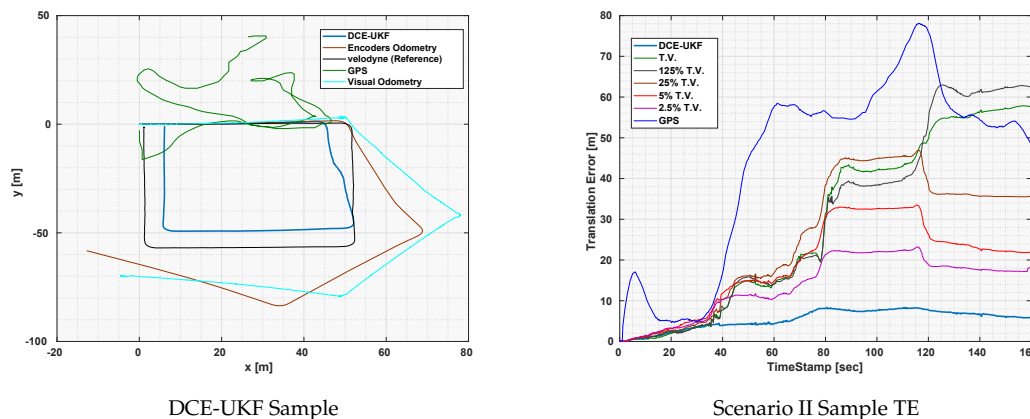 50
0
-50
-100
-20
0
20
40
60
80
y [m]
x [m]
DCE-UKF
Encoders Odometry
velodyne (Reference)
GPS
Visual Odometry
DCE-UKF Sample
80
70
60
50
40
30
20
10
0
0
20
40
60
80
100
120
140
160
Translation Error [m]
TimeStamp [sec]
DCE-UKF
T.V.
125% T.V.
25% T.V.
5% T.V.
2.5% T.V.
GPS
Scenario II Sample TE